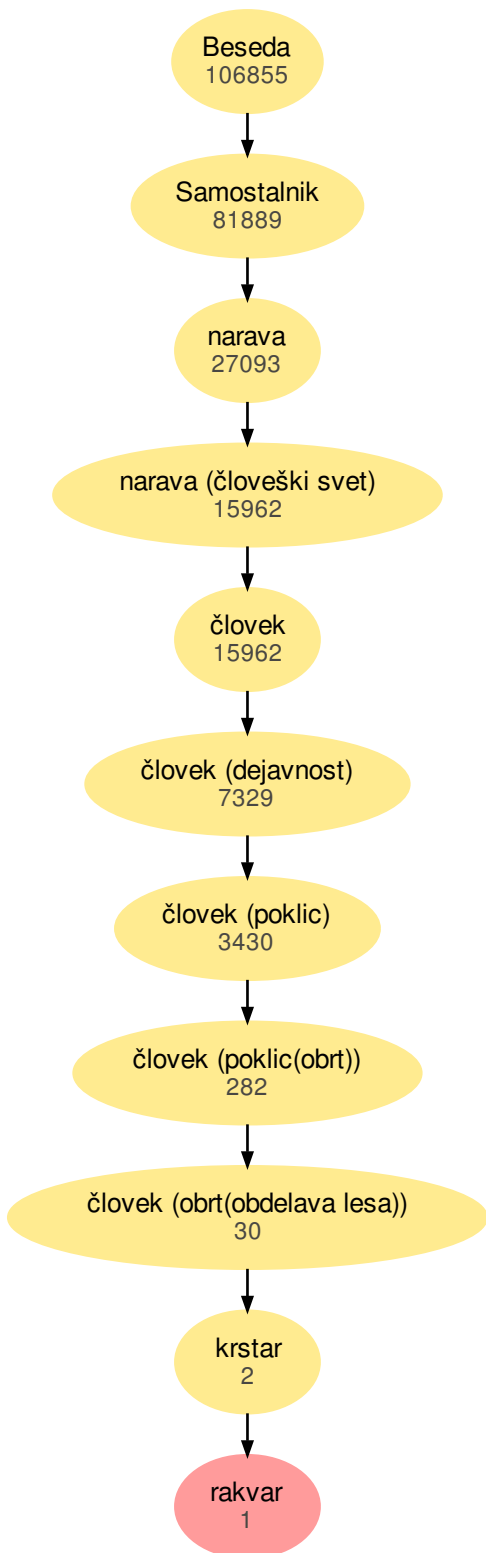 Beseda
106855
Samostalnik
81889
narava
27093
narava (človeški svet)
15962
človek
15962
človek (dejavnost)
7329
človek (poklic)
3430
človek (poklic(obrt))
282
človek (obrt(obdelava lesa))
30
krstar
2
rakvar
1